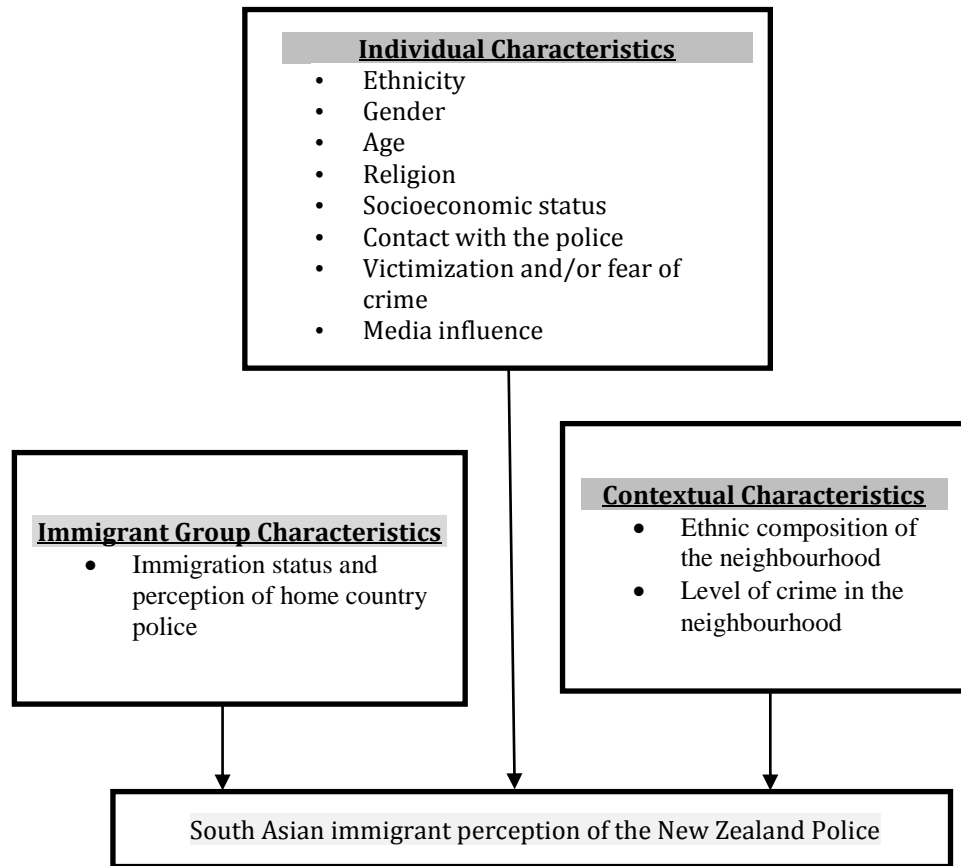 Individual Characteristics
• Ethnicity
• Gender
• Age
• Religion
• Socioeconomic status
• Contact with the police
• Victimization and/or fear of
crime
• Media influence
Immigrant Group Characteristics
• Immigration status and
perception of home country
police
Contextual Characteristics
• Ethnic composition of
the neighbourhood
• Level of crime in the
neighbourhood
South Asian immigrant perception of the New Zealand Police